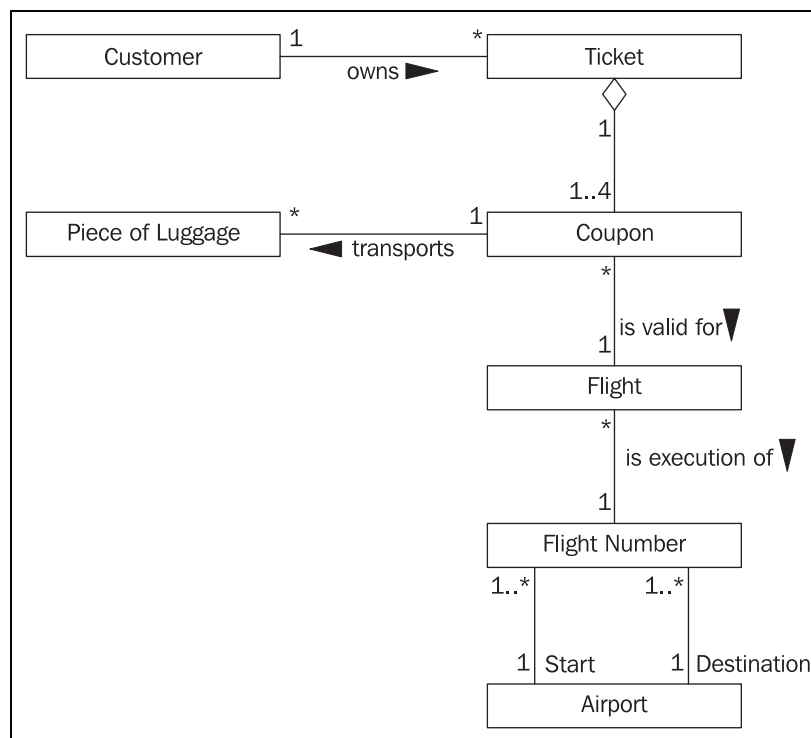 Customer
1
*
owns
Ticket
1
1..4
Piece of Luggage
*
1
transports
Coupon
*
is valid for
1
Flight
*
is execution of
1
Flight Number
1..*
1..*
1 Start
1 Destination
Airport